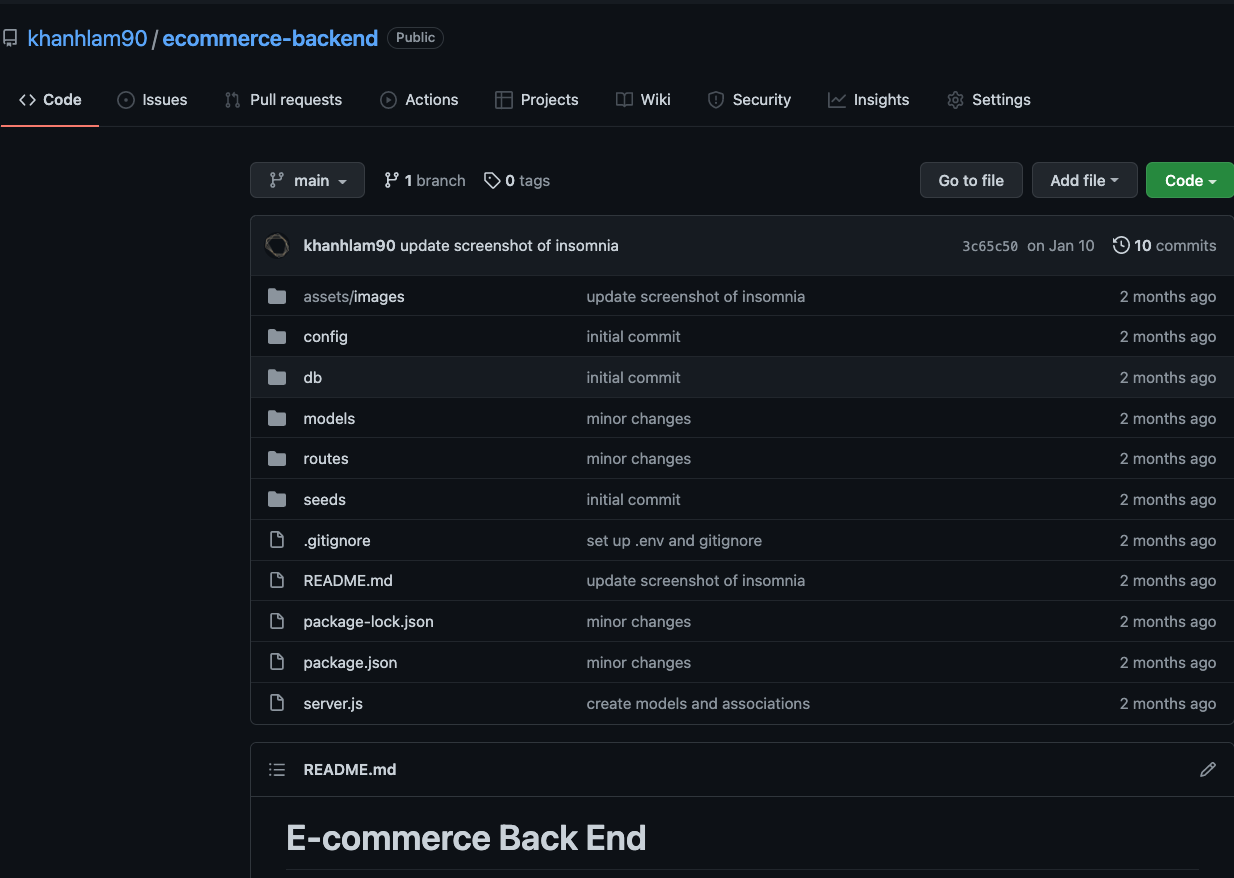 khanhlam90 / ecommerce-backend Public
Code Issues Pull requests Actions Projects Wiki Security Insights Settings
main 1 branch 0 tags Go to file Add file Code
khanhlam90 update screenshot of insomnia 3c65c50 on Jan 10 10 commits
assets/images update screenshot of insomnia 2 months ago
config initial commit 2 months ago
db initial commit 2 months ago
models minor changes 2 months ago
routes minor changes 2 months ago
seeds initial commit 2 months ago
.gitignore set up .env and gitignore 2 months ago
README.md update screenshot of insomnia 2 months ago
package-lock.json minor changes 2 months ago
package.json minor changes 2 months ago
server.js create models and associations 2 months ago
README.md
E-commerce Back End